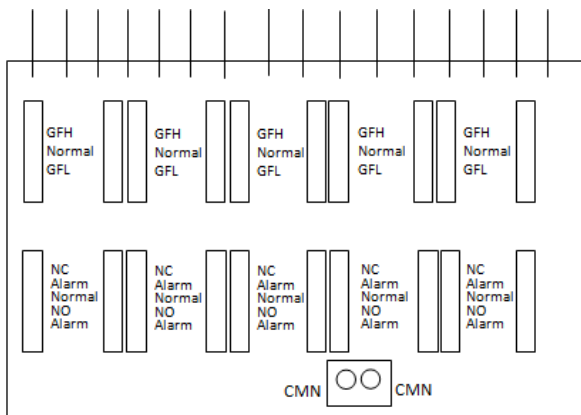 GFH GFH GFH GFH GFH
Normal Normal Normal Normal Normal
GFL GFL GFL GFL GFL
NC NC NC NC NC
Alarm Alarm Alarm Alarm Alarm
Normal Normal Normal Normal Normal
NO NO NO NO NO
Alarm Alarm Alarm Alarm Alarm
CMN CMN